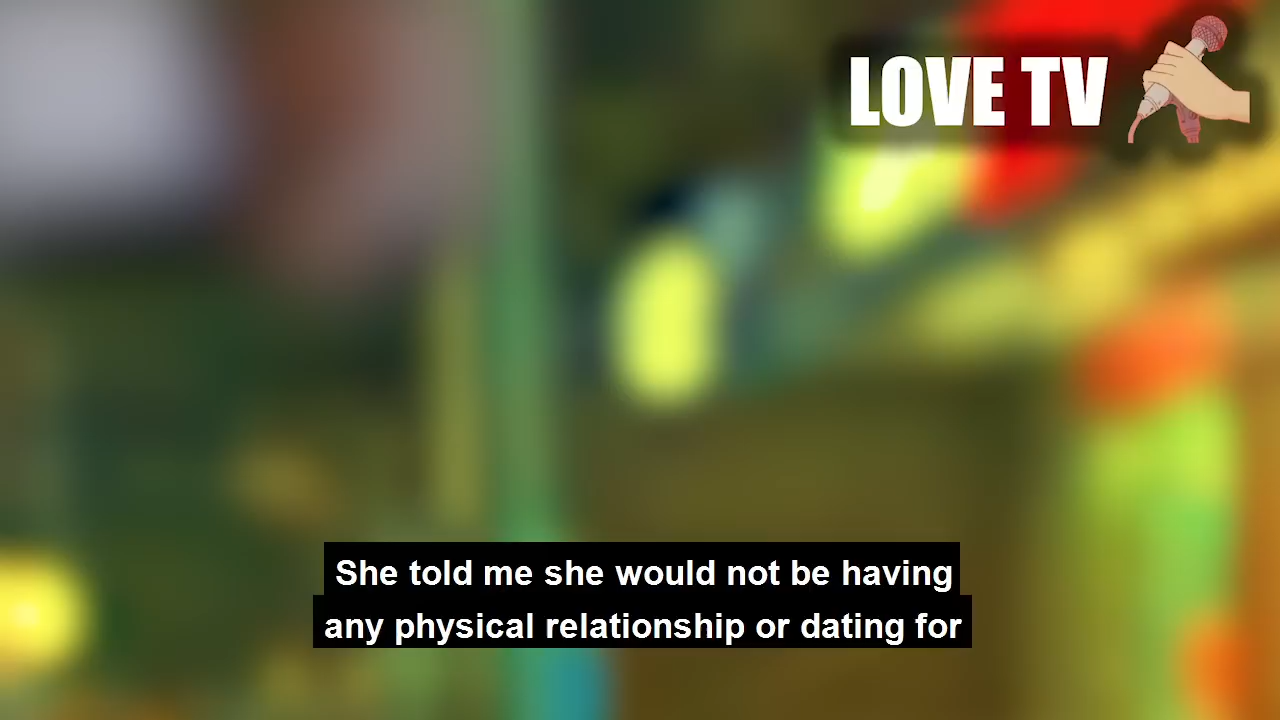 LOVE TV
She told me she would not be having
any physical relationship or dating for